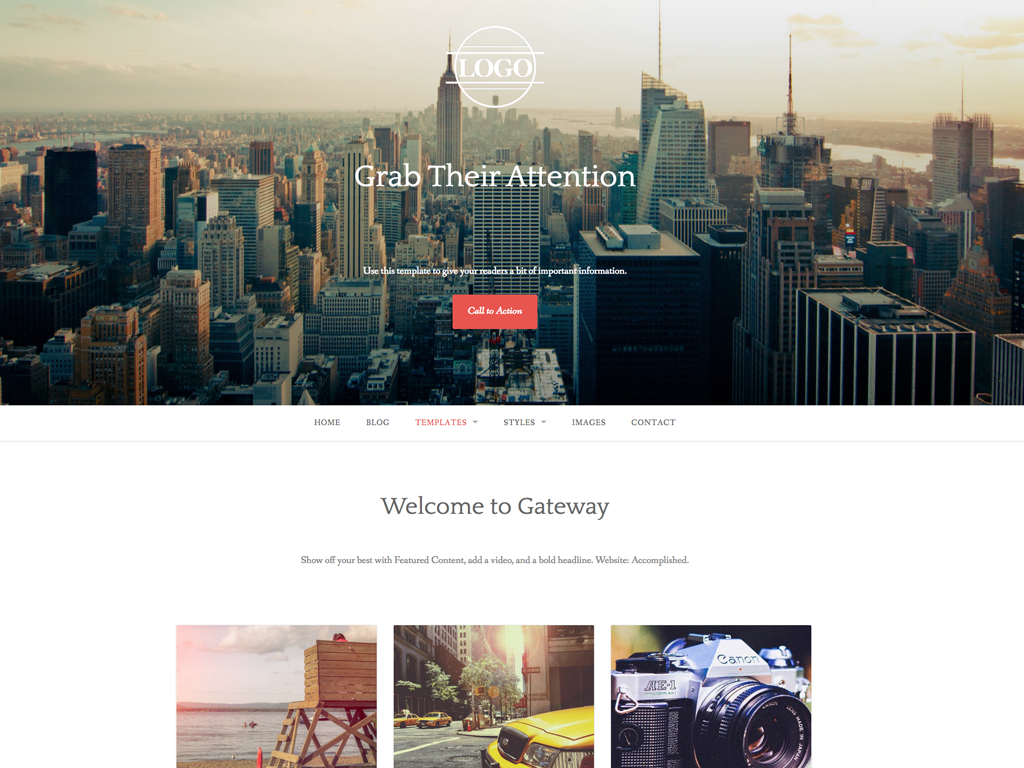 LOGO
Grab Their Attention
Use this template to give your readers a bit of important information.
Call to Action
HOME BLOG TEMPLATES STYLES IMAGES CONTACT
Welcome to Gateway
Show off your best with Featured Content, add a video, and a bold headline. Website: Accomplished.
Canon
AE-1